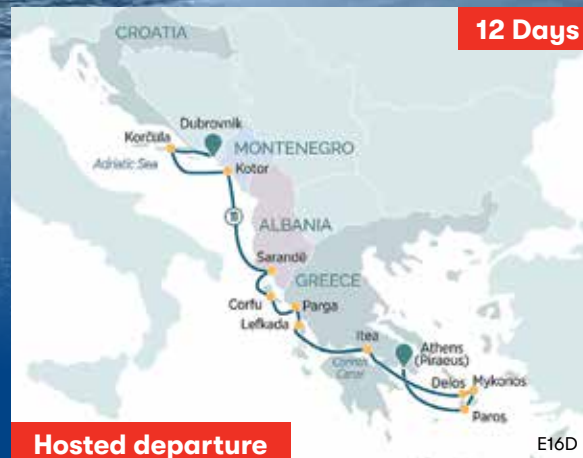 12 Days
CROATIA
Dubrovnik
Korčula
MONTENEGRO
Adriatic Sea
Kotor
ALBANIA
Sarandë
GREECE
Corfu
Parga
Lefkada
Itea
Athens
(Piraeus)
Corinth
Canal
Delos
Mykonos
Paros
Hosted departure
E16D